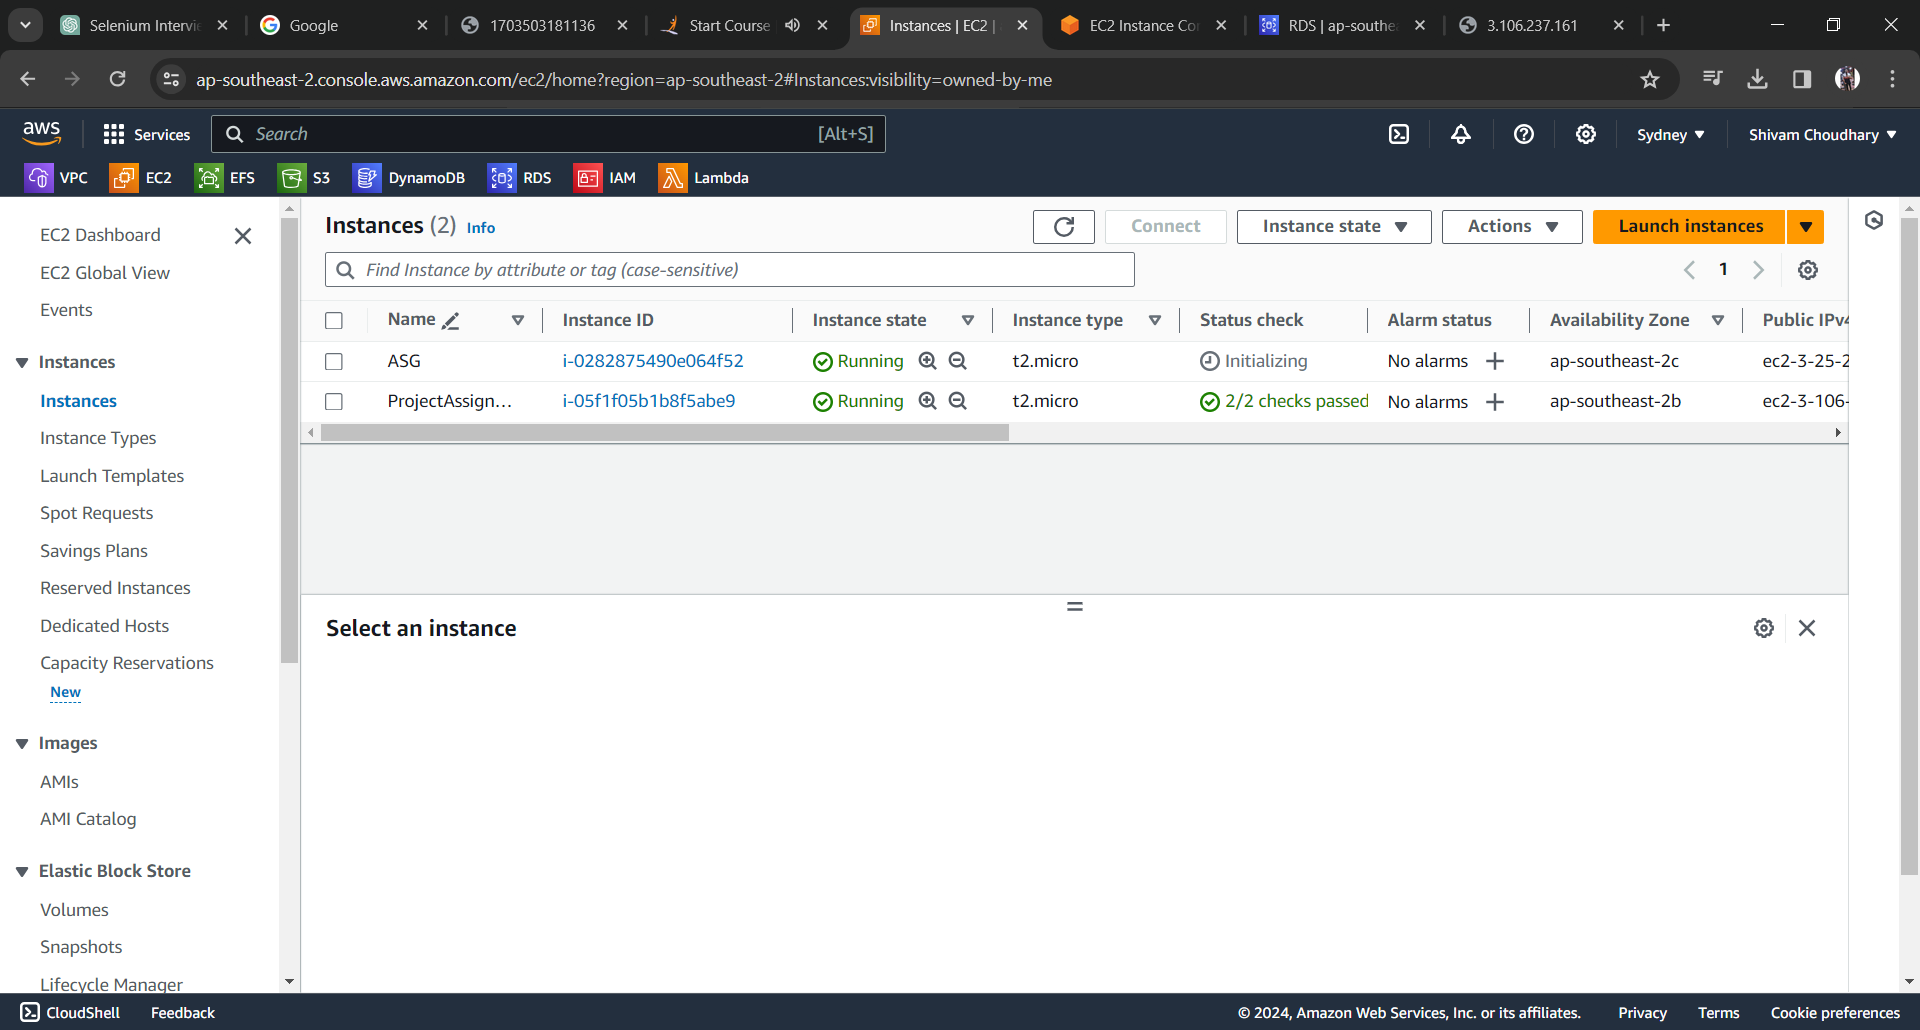 Selenium Intervie
Google
1703503181136
Start Course
Instances | EC2 |
EC2 Instance Co
RDS | ap-southe
3.106.237.161
ap-southeast-2.console.aws.amazon.com/ec2/home?region=ap-southeast-2#Instances:visibility=owned-by-me
aws
Services
Search
[Alt+S]
Sydney
Shivam Choudhary
VPC
EC2
EFS
S3
DynamoDB
RDS
IAM
Lambda
EC2 Dashboard
EC2 Global View
Events
Instances
Instances
Instance Types
Launch Templates
Spot Requests
Savings Plans
Reserved Instances
Dedicated Hosts
Capacity Reservations
New
Images
AMIs
AMI Catalog
Elastic Block Store
Volumes
Snapshots
Lifecycle Manager
Instances (2) Info
Connect
Instance state
Actions
Launch instances
Find Instance by attribute or tag (case-sensitive)
1
Name Instance ID Instance state Instance type Status check Alarm status Availability Zone Public IPv4
ASG i-0282875490e064f52 Running t2.micro Initializing No alarms + ap-southeast-2c ec2-3-25-2
ProjectAssign... i-05f1f05b1b8f5abe9 Running t2.micro 2/2 checks passed No alarms + ap-southeast-2b ec2-3-106-
Select an instance
CloudShell
Feedback
© 2024, Amazon Web Services, Inc. or its affiliates.
Privacy
Terms
Cookie preferences